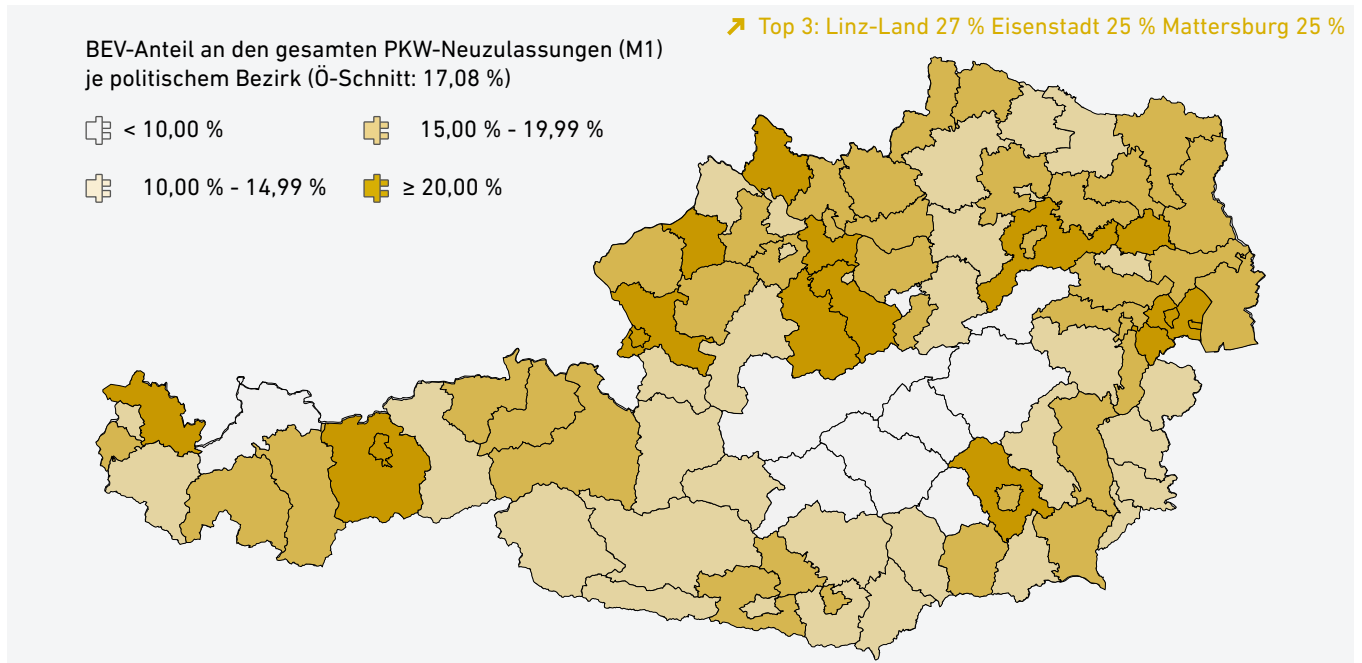 Top 3: Linz-Land 27 % Eisenstadt 25 % Mattersburg 25 %
BEV-Anteil an den gesamten PKW-Neuzulassungen (M1)
je politischem Bezirk (Ö-Schnitt: 17,08 %)
< 10,00 %
15,00 % - 19,99 %
10,00 % - 14,99 %
≥ 20,00 %